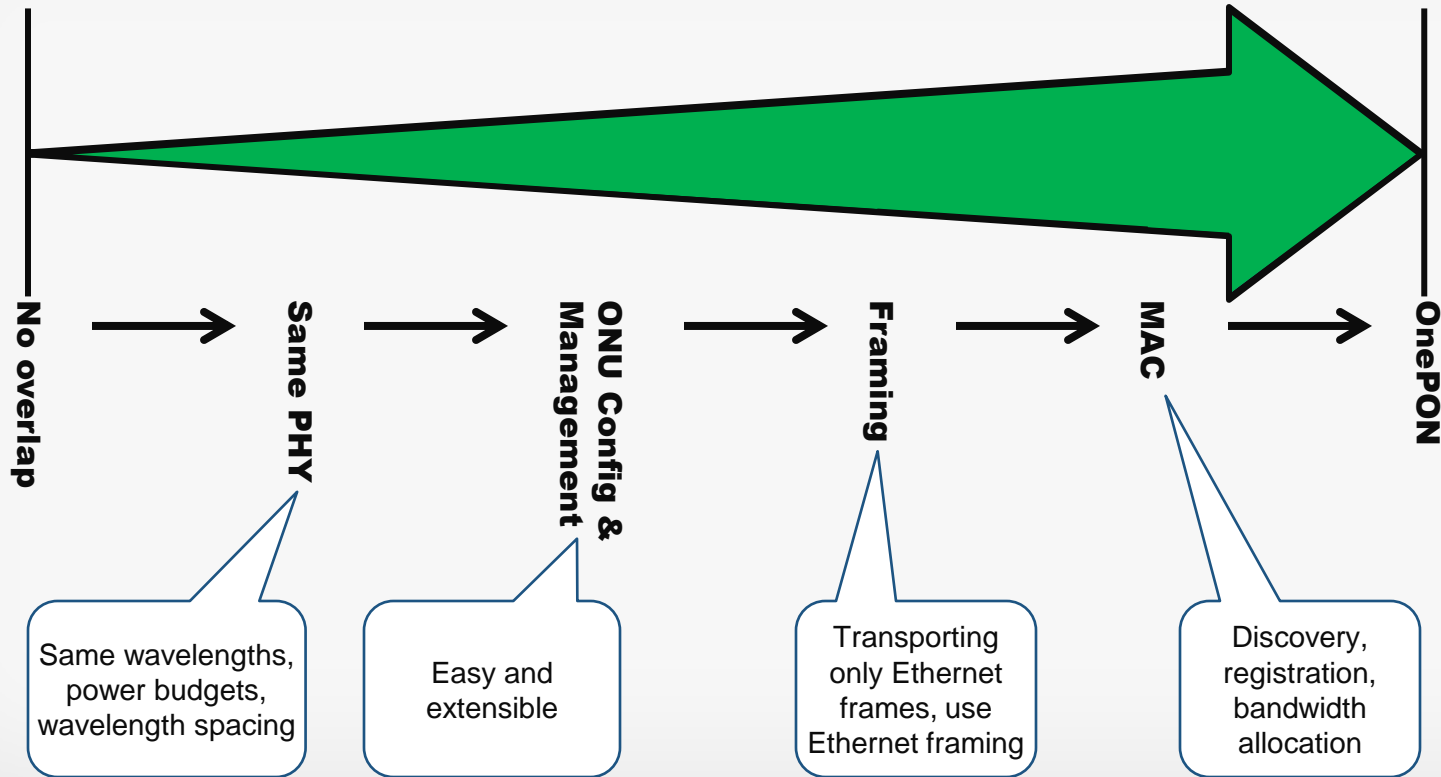 No overlap
Same PHY
ONU Config &
Management
Framing
MAC
OnePON
Same wavelengths,
power budgets,
wavelength spacing
Easy and
extensible
Transporting
only Ethernet
frames, use
Ethernet framing
Discovery,
registration,
bandwidth
allocation